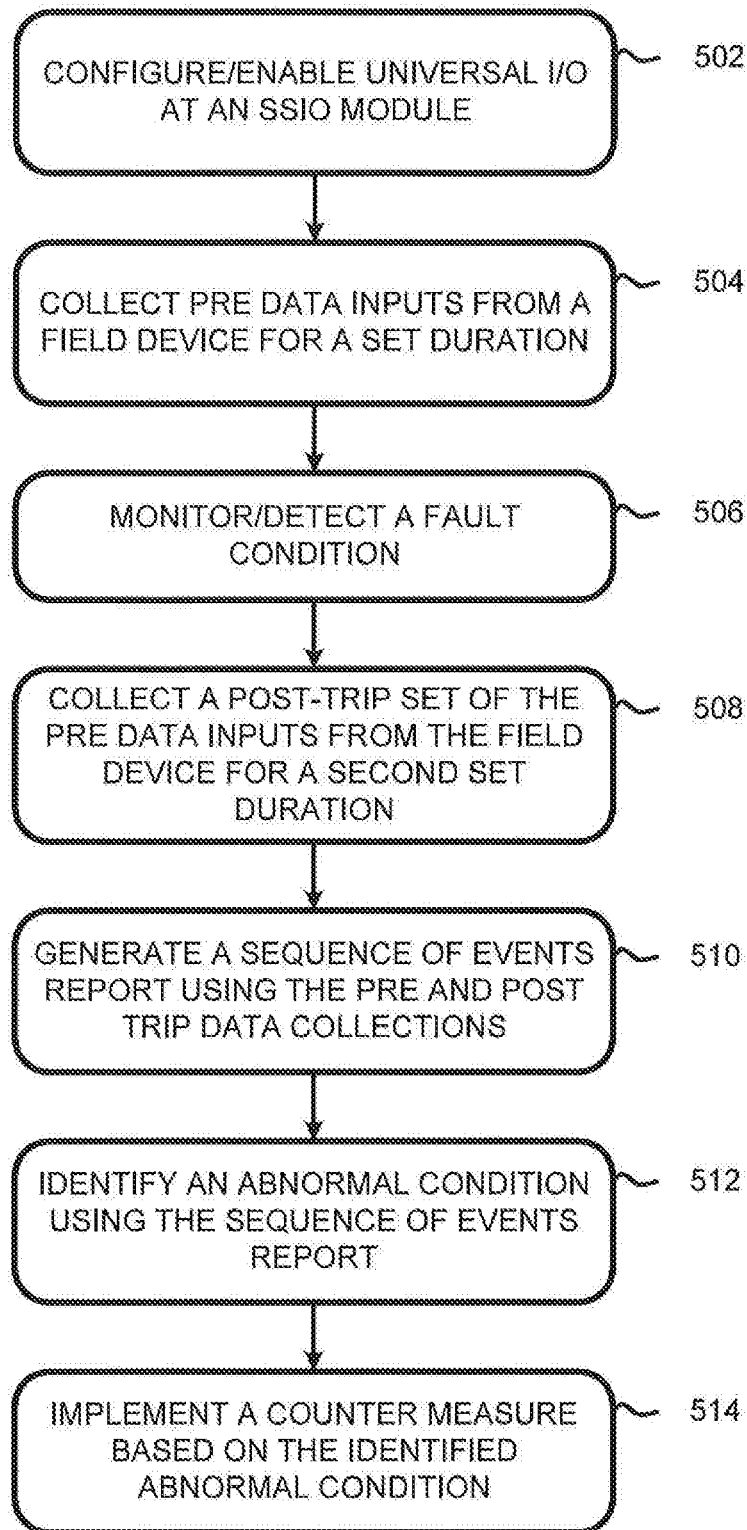 CONFIGURE/ENABLE UNIVERSAL I/O
AT AN SSIO MODULE
502
COLLECT PRE DATA INPUTS FROM A
FIELD DEVICE FOR A SET DURATION
504
MONITOR/DETECT A FAULT
CONDITION
506
COLLECT A POST-TRIP SET OF THE
PRE DATA INPUTS FROM THE FIELD
DEVICE FOR A SECOND SET
DURATION
508
GENERATE A SEQUENCE OF EVENTS
REPORT USING THE PRE AND POST
TRIP DATA COLLECTIONS
510
IDENTIFY AN ABNORMAL CONDITION
USING THE SEQUENCE OF EVENTS
REPORT
512
IMPLEMENT A COUNTER MEASURE
BASED ON THE IDENTIFIED
ABNORMAL CONDITION
514